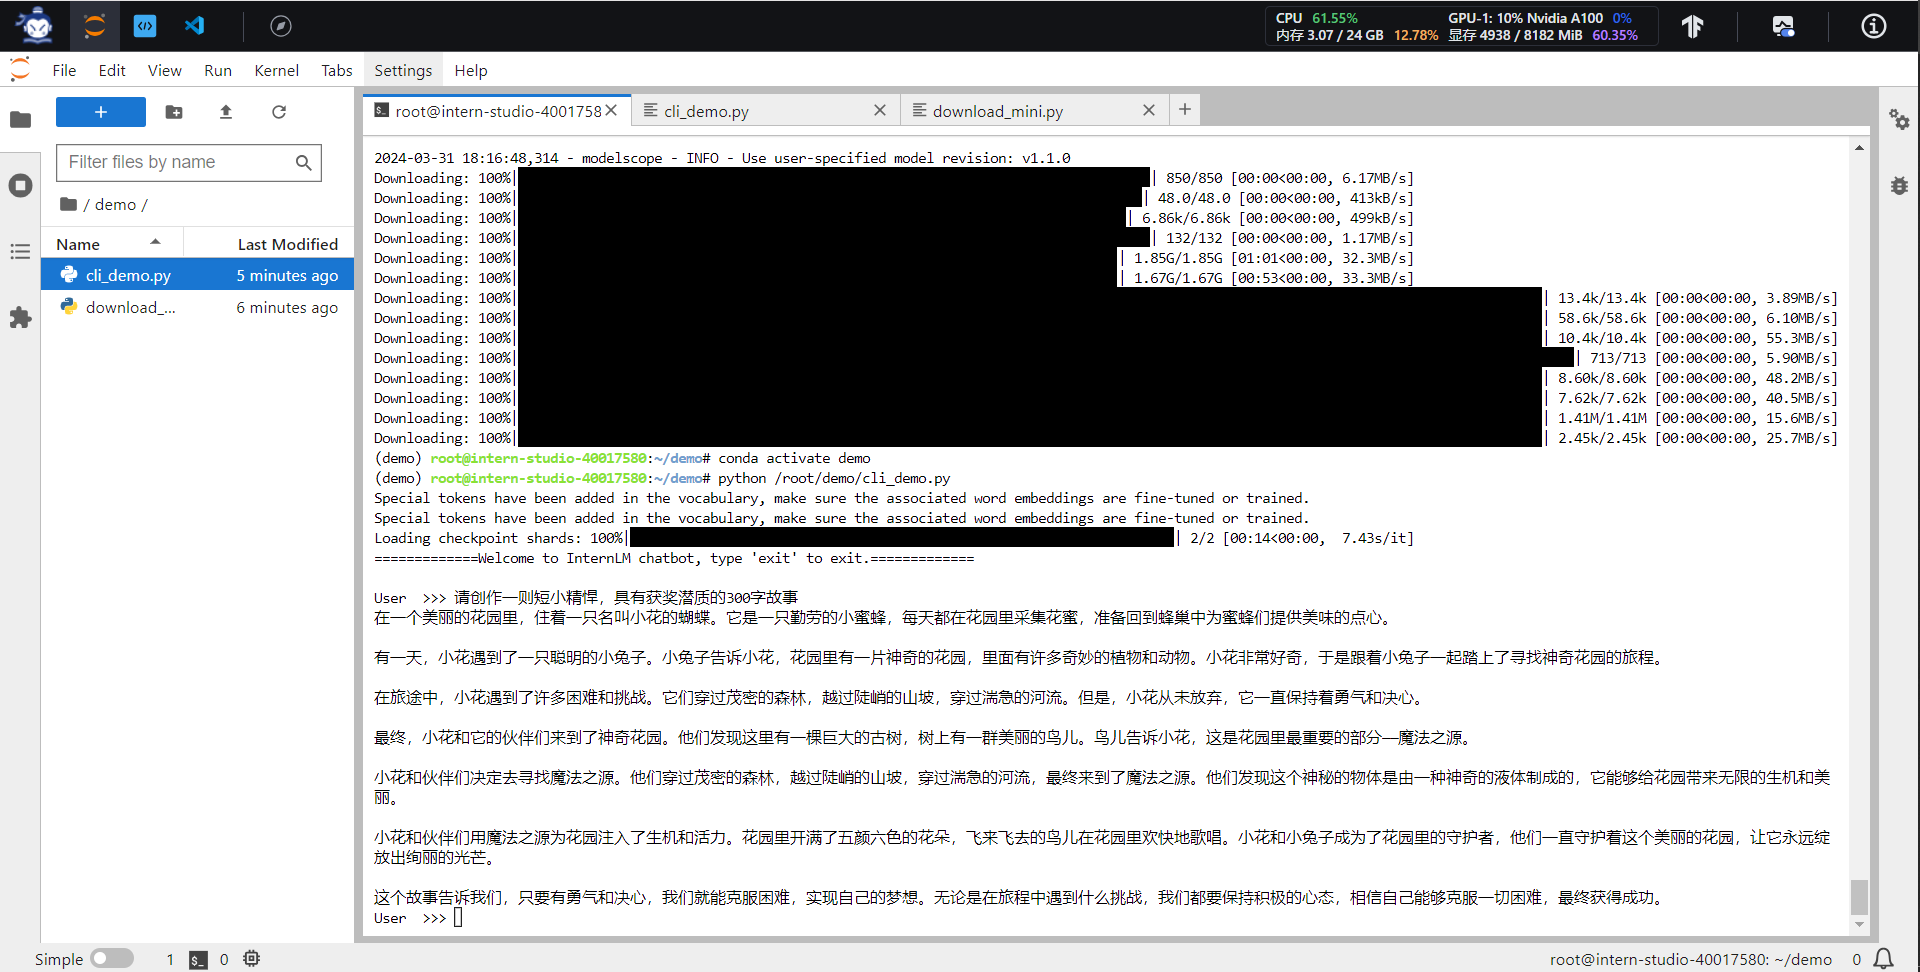 CPU 61.55% GPU-1: 10% Nvidia A100 0%
内存 3.07 / 24 GB 12.78% 显存 4938 / 8182 MiB 60.35%
File Edit View Run Kernel Tabs Settings Help
root@intern-studio-4001758 cli_demo.py download_mini.py
Filter files by name
/ demo /
Name Last Modified
cli_demo.py 5 minutes ago
download_... 6 minutes ago
2024-03-31 18:16:48,314 - modelscope - INFO - Use user-specified model revision: v1.1.0
Downloading: 100%| | 850/850 [00:00<00:00, 6.17MB/s]
Downloading: 100%| | 48.0/48.0 [00:00<00:00, 413kB/s]
Downloading: 100%| | 6.86k/6.86k [00:00<00:00, 499kB/s]
Downloading: 100%| | 132/132 [00:00<00:00, 1.17MB/s]
Downloading: 100%| | 1.85G/1.85G [01:01<00:00, 32.3MB/s]
Downloading: 100%| | 1.67G/1.67G [00:53<00:00, 33.3MB/s]
Downloading: 100%| | 13.4k/13.4k [00:00<00:00, 3.89MB/s]
Downloading: 100%| | 58.6k/58.6k [00:00<00:00, 6.10MB/s]
Downloading: 100%| | 10.4k/10.4k [00:00<00:00, 55.3MB/s]
Downloading: 100%| | 713/713 [00:00<00:00, 5.90MB/s]
Downloading: 100%| | 8.60k/8.60k [00:00<00:00, 48.2MB/s]
Downloading: 100%| | 7.62k/7.62k [00:00<00:00, 40.5MB/s]
Downloading: 100%| | 1.41M/1.41M [00:00<00:00, 15.6MB/s]
Downloading: 100%| | 2.45k/2.45k [00:00<00:00, 25.7MB/s]
(demo) root@intern-studio-40017580:~/demo# conda activate demo
(demo) root@intern-studio-40017580:~/demo# python /root/demo/cli_demo.py
Special tokens have been added in the vocabulary, make sure the associated word embeddings are fine-tuned or trained.
Special tokens have been added in the vocabulary, make sure the associated word embeddings are fine-tuned or trained.
Loading checkpoint shards: 100%| | 2/2 [00:14<00:00, 7.43s/it]
=============Welcome to InternLM chatbot, type 'exit' to exit.=============
User >>> 请创作一则短小精悍，具有获奖潜质的300字故事
在一个美丽的花园里，住着一只名叫小花的蝴蝶。它是一只勤劳的小蜜蜂，每天都在花园里采集花蜜，准备回到蜂巢中为蜜蜂们提供美味的点心。
有一天，小花遇到了一只聪明的小兔子。小兔子告诉小花，花园里有一片神奇的花园，里面有许多奇妙的植物和动物。小花非常好奇，于是跟着小兔子一起踏上了寻找神奇花园的旅程。
在旅途中，小花遇到了许多困难和挑战。它们穿过茂密的森林，越过陡峭的山坡，穿过湍急的河流。但是，小花从未放弃，它一直保持着勇气和决心。
最终，小花和它的伙伴们来到了神奇花园。他们发现这里有一棵巨大的古树，树上有一群美丽的鸟儿。鸟儿告诉小花，这是花园里最重要的部分—魔法之源。
小花和伙伴们决定去寻找魔法之源。他们穿过茂密的森林，越过陡峭的山坡，穿过湍急的河流，最终来到了魔法之源。他们发现这个神秘的物体是由一种神奇的液体制成的，它能够给花园带来无限的生机和美
丽。
小花和伙伴们用魔法之源为花园注入了生机和活力。花园里开满了五颜六色的花朵，飞来飞去的鸟儿在花园里欢快地歌唱。小花和小兔子成为了花园里的守护者，他们一直守护着这个美丽的花园，让它永远绽
放出绚丽的光芒。
这个故事告诉我们，只要有勇气和决心，我们就能克服困难，实现自己的梦想。无论是在旅程中遇到什么挑战，我们都要保持积极的心态，相信自己能够克服一切困难，最终获得成功。
User >>>
Simple 1 $_ 0 root@intern-studio-40017580: ~/demo 0